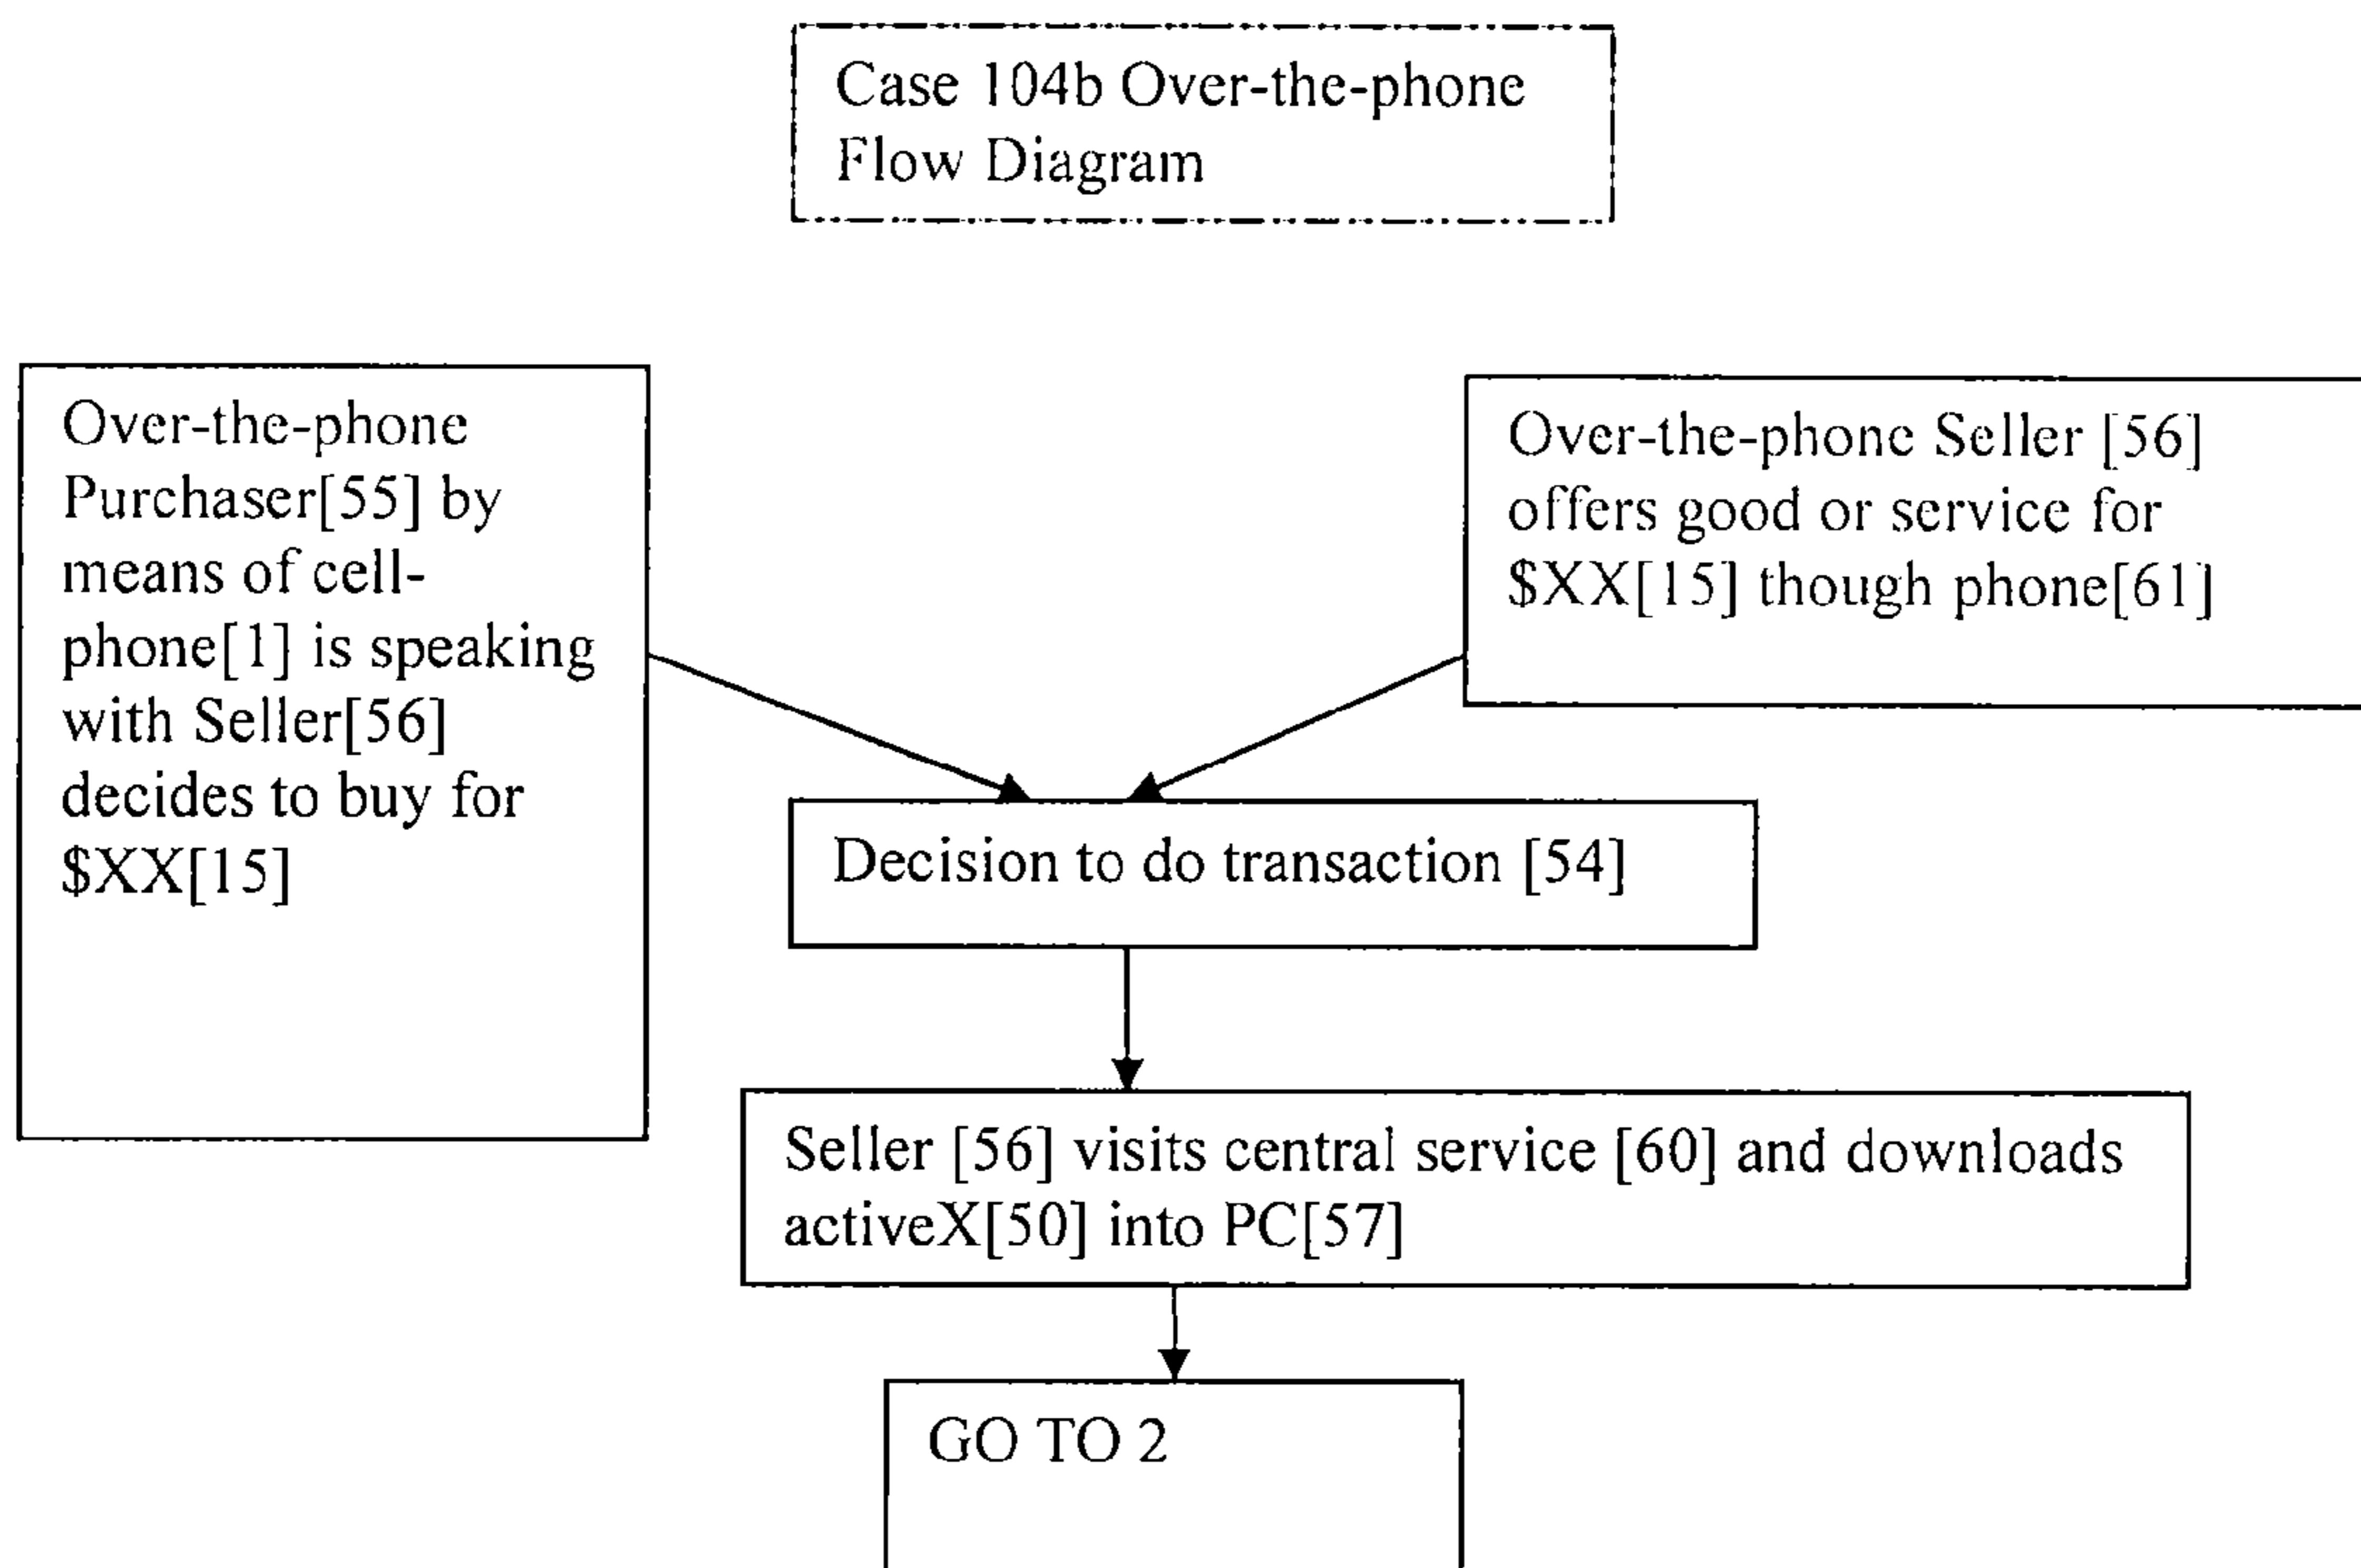 Case 104b Over-the-phone
Flow Diagram
Over-the-phone
Purchaser[55] by
means of cell-
phone[1] is speaking
with Seller[56]
decides to buy for
$XX[15]
Over-the-phone Seller [56]
offers good or service for
$XX[15] though phone[61]
Decision to do transaction [54]
Seller [56] visits central service [60] and downloads
activeX[50] into PC[57]
GO TO 2